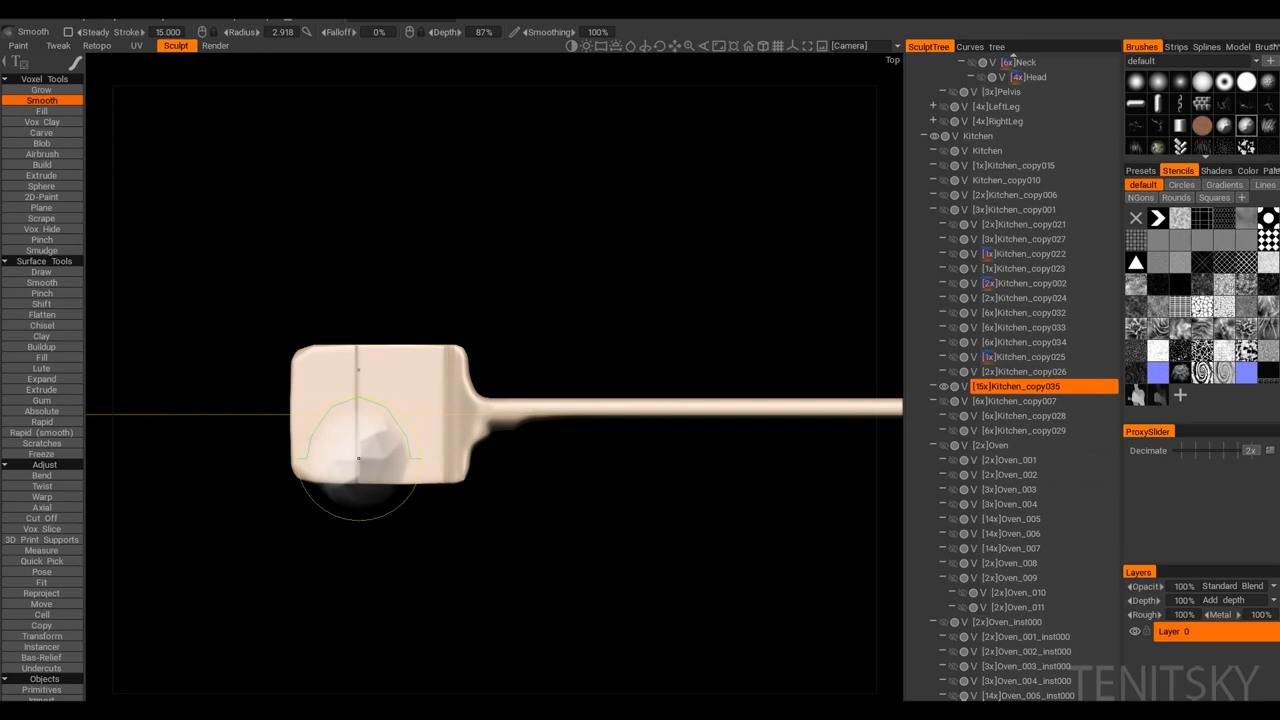 Smooth Steady Stroke 15.000 Radius 2.918 Falloff 0% Depth 87% Smoothing 100%
Paint Tweak Retopo UV Sculpt Render [Camera]
Top
Voxel Tools
Grow
Smooth
Fill
Vox Clay
Carve
Blob
Airbrush
Build
Extrude
Sphere
2D-Paint
Plane
Scrape
Vox Hide
Pinch
Smudge
Surface Tools
Draw
Smooth
Pinch
Shift
Flatten
Chisel
Clay
Buildup
Fill
Lute
Expand
Extrude
Gum
Absolute
Rapid
Rapid (smooth)
Scratches
Freeze
Adjust
Bend
Twist
Warp
Axial
Cut Off
Vox Slice
3D Print Supports
Measure
Quick Pick
Pose
Fit
Reproject
Move
Cell
Copy
Transform
Instancer
Bas-Relief
Undercuts
Objects
Primitives
SculptTree Curves tree
V [6x]Neck
V [4x]Head
V [3x]Pelvis
V [4x]LeftLeg
V [4x]RightLeg
V Kitchen
V Kitchen
V [1x]Kitchen_copy015
V Kitchen_copy010
V [2x]Kitchen_copy006
V [3x]Kitchen_copy001
V [2x]Kitchen_copy021
V [3x]Kitchen_copy027
V [1x]Kitchen_copy022
V [1x]Kitchen_copy023
V [2x]Kitchen_copy002
V [2x]Kitchen_copy024
V [6x]Kitchen_copy032
V [6x]Kitchen_copy033
V [6x]Kitchen_copy034
V [1x]Kitchen_copy025
V [2x]Kitchen_copy026
V [15x]Kitchen_copy035
V [6x]Kitchen_copy007
V [6x]Kitchen_copy028
V [6x]Kitchen_copy029
V [2x]Oven
V [2x]Oven_001
V [2x]Oven_002
V [3x]Oven_003
V [3x]Oven_004
V [14x]Oven_005
V [14x]Oven_006
V [14x]Oven_007
V [2x]Oven_008
V [2x]Oven_009
V [2x]Oven_010
V [2x]Oven_011
V [2x]Oven_inst000
V [2x]Oven_001_inst000
V [2x]Oven_002_inst000
V [3x]Oven_003_inst000
V [3x]Oven_004_inst000
V [14x]Oven_005_inst000
Brushes Strips Splines Model
default
Presets Stencils Shaders Color
default Circles Gradients Lines
NGons Rounds Squares
ProxySlider
Decimate 2x
Layers
Opacit 100% Standard Blend
Depth 100% Add depth
Rough 100% Metal 100%
Layer 0
TENITSKY